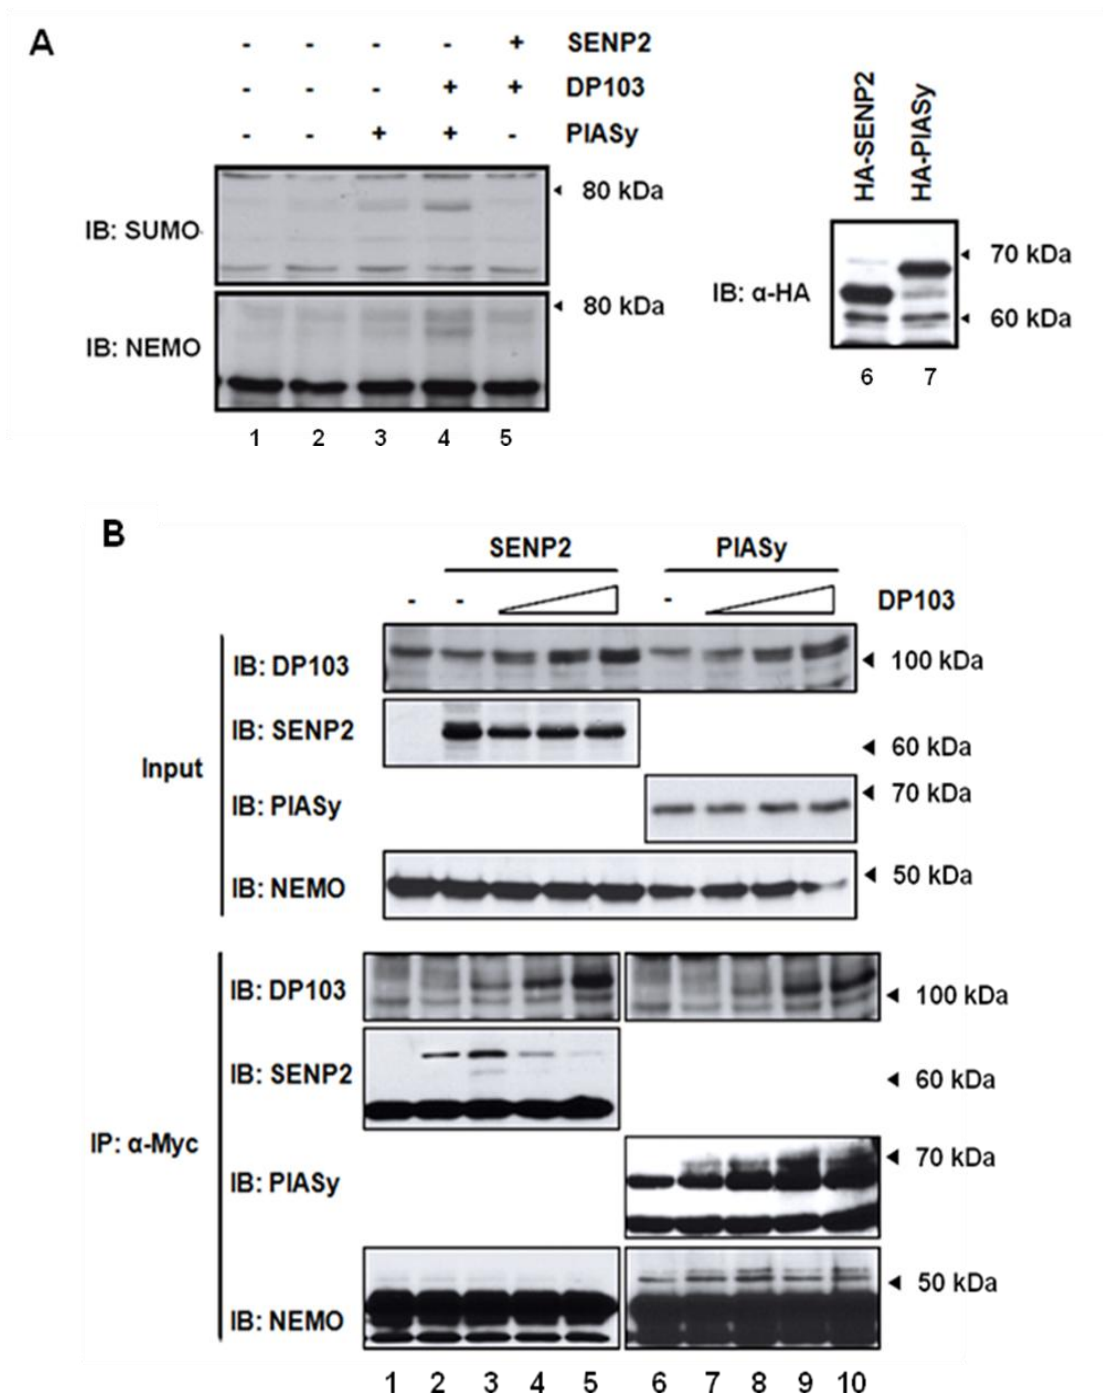 A
- - - - + SENP2
- - - + + DP103
- - + + - PIASy
HA-SENP2
HA-PIASy
80 kDa
IB: SUMO
80 kDa
IB: NEMO
1 2 3 4 5
70 kDa
IB: α-HA
60 kDa
6 7
B
SENP2 PIASy
- - - DP103
Input
IB: DP103 100 kDa
IB: SENP2 60 kDa
IB: PIASy 70 kDa
IB: NEMO 50 kDa
IP: α-Myc
IB: DP103 100 kDa
IB: SENP2 60 kDa
IB: PIASy 70 kDa
IB: NEMO 50 kDa
1 2 3 4 5 6 7 8 9 10